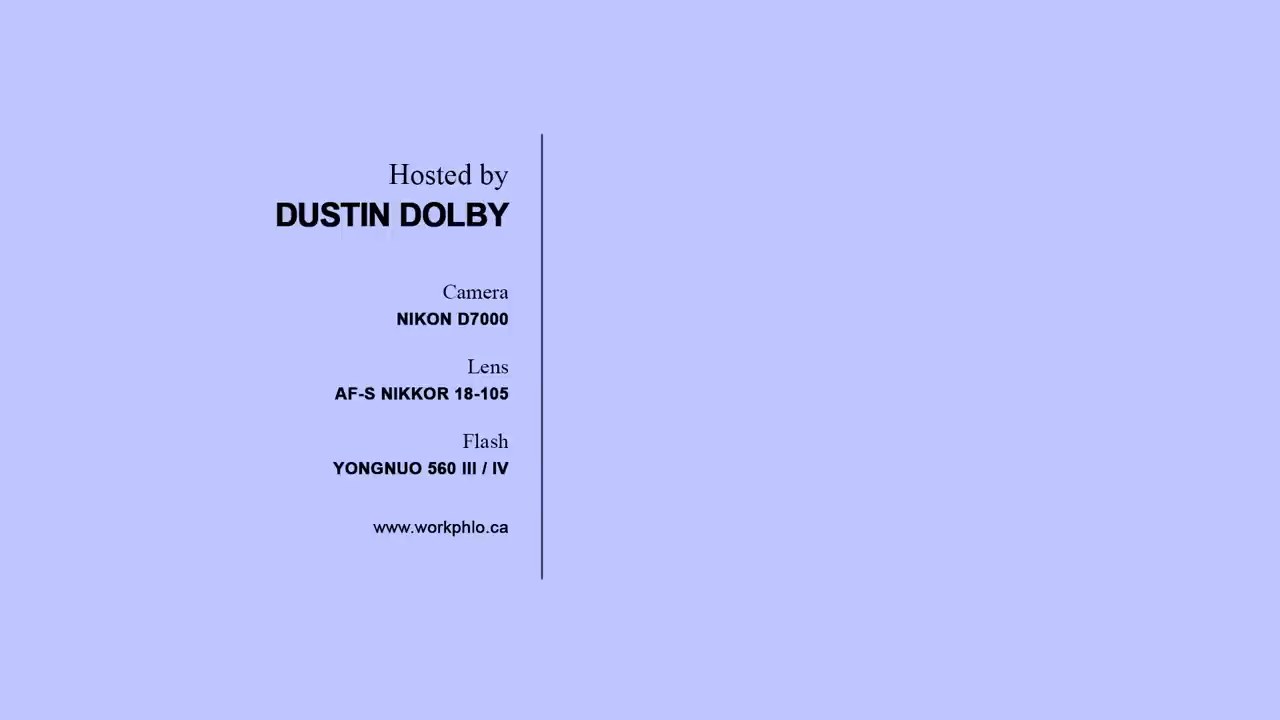 Hosted by
DUSTIN DOLBY
Camera
NIKON D7000
Lens
AF-S NIKKOR 18-105
Flash
YONGNUO 560 III / IV
www.workphlo.ca